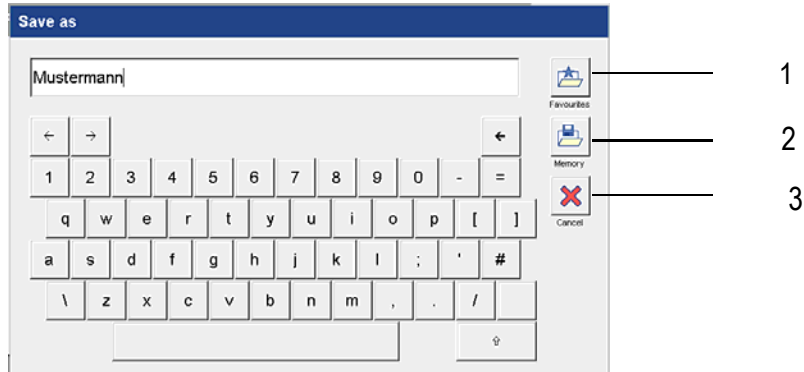 Save as
Mustermann
1
Favourites
← → ←
2
Memory
1 2 3 4 5 6 7 8 9 0 - =
3
Cancel
q w e r t y u i o p [ ]
a s d f g h j k l ; ' #
\ z x c v b n m , . /
⇧